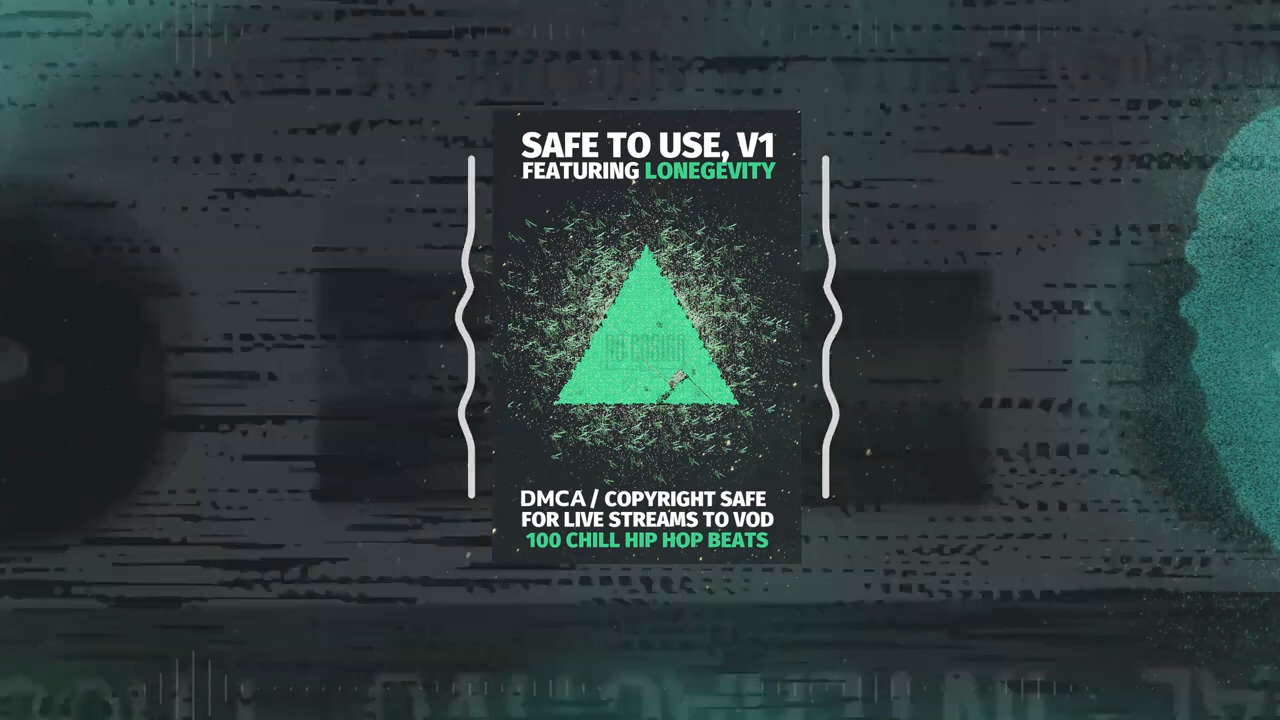 SAFE TO USE, V1
FEATURING LONEGEVITY
DMCA / COPYRIGHT SAFE
FOR LIVE STREAMS TO VOD
100 CHILL HIP HOP BEATS